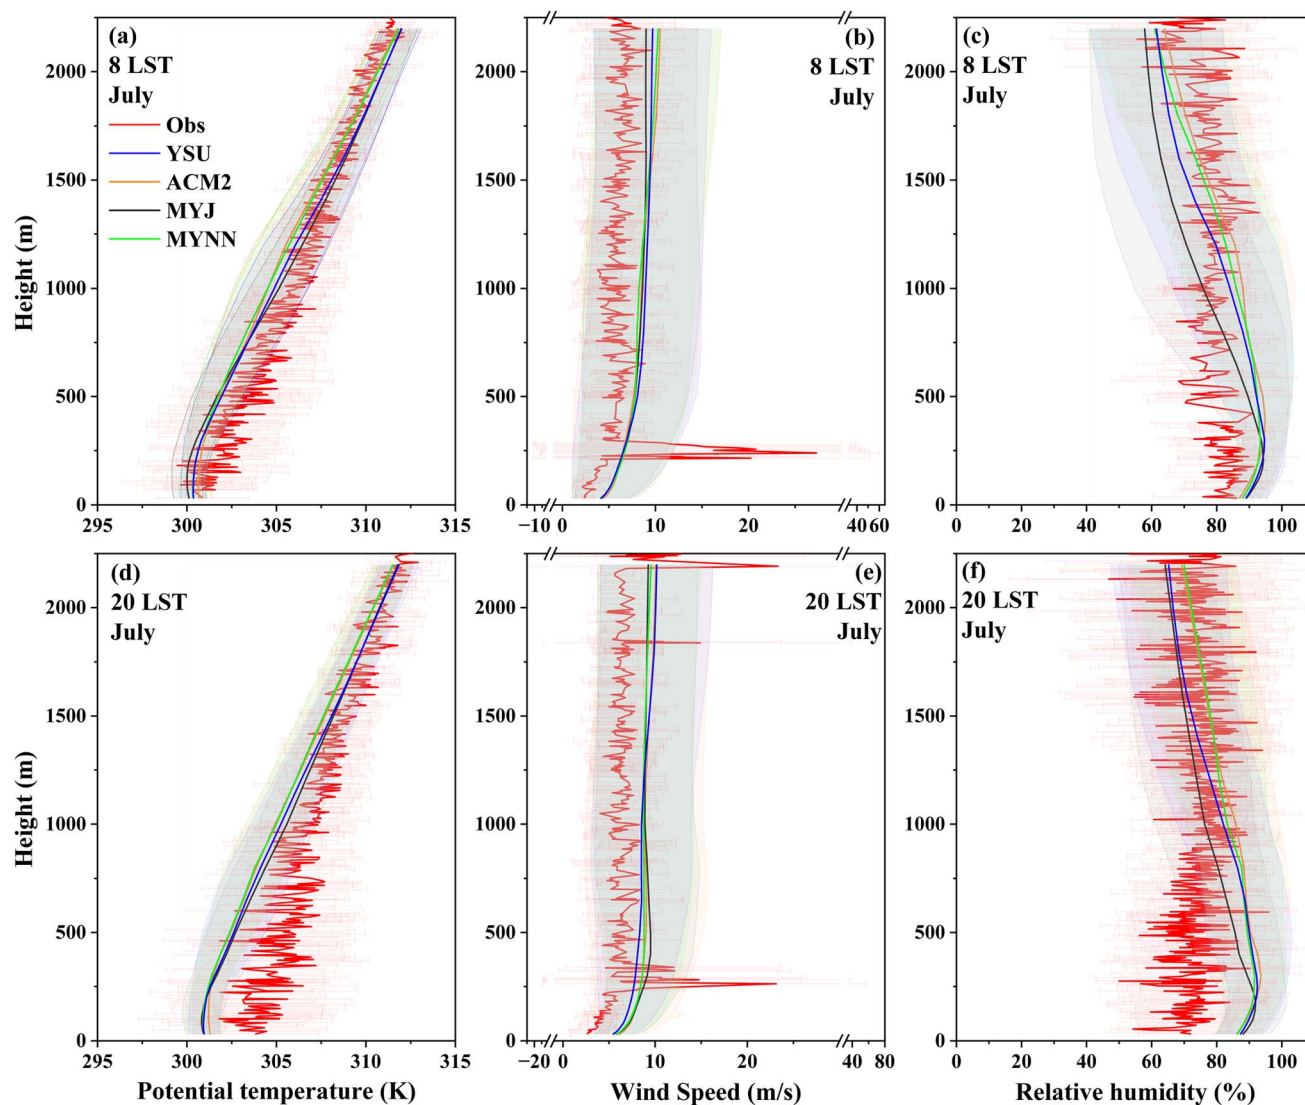 (a)
8 LST
July
Obs
YSU
ACM2
MYJ
MYNN
Height (m)
2000
1500
1000
500
0
295
300
305
310
315
(b)
8 LST
July
−10
0
10
20
40
60
(c)
8 LST
July
0
20
40
60
80
100
(d)
20 LST
July
Height (m)
2000
1500
1000
500
0
295
300
305
310
315
Potential temperature (K)
(e)
20 LST
July
−20
0
10
20
40
80
Wind Speed (m/s)
(f)
20 LST
July
0
20
40
60
80
100
Relative humidity (%)